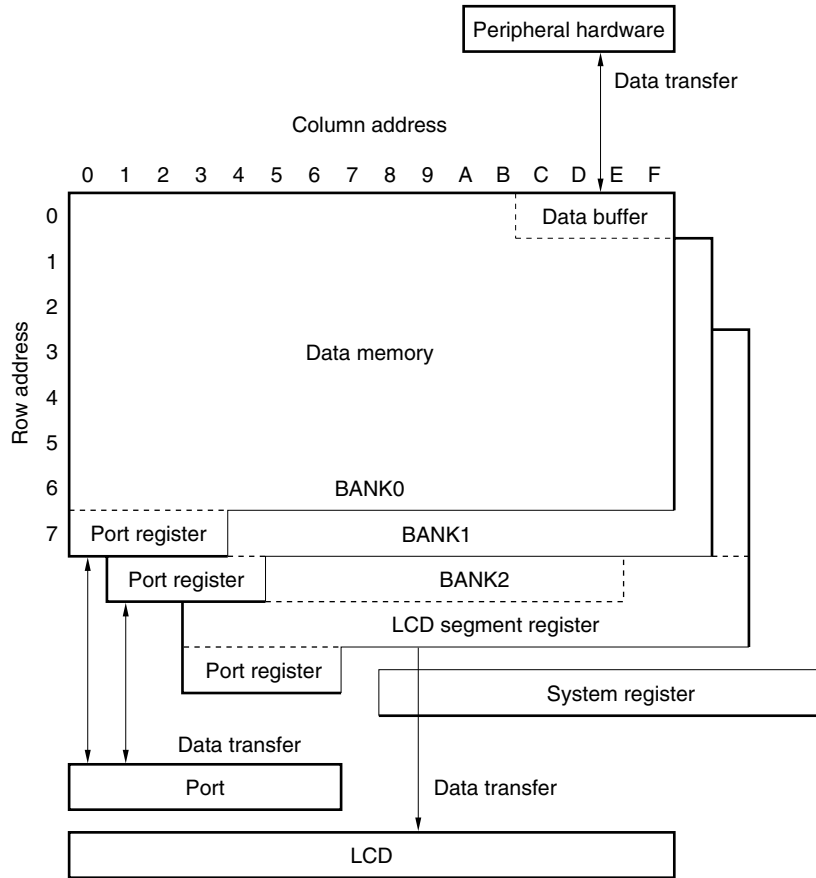 Peripheral hardware
Data transfer
Column address
0 1 2 3 4 5 6 7 8 9 A B C D E F
Row address
0
Data buffer
1
2
3
Data memory
4
5
6
BANK0
7
Port register
BANK1
Port register
BANK2
LCD segment register
Port register
System register
Data transfer
Port
Data transfer
LCD